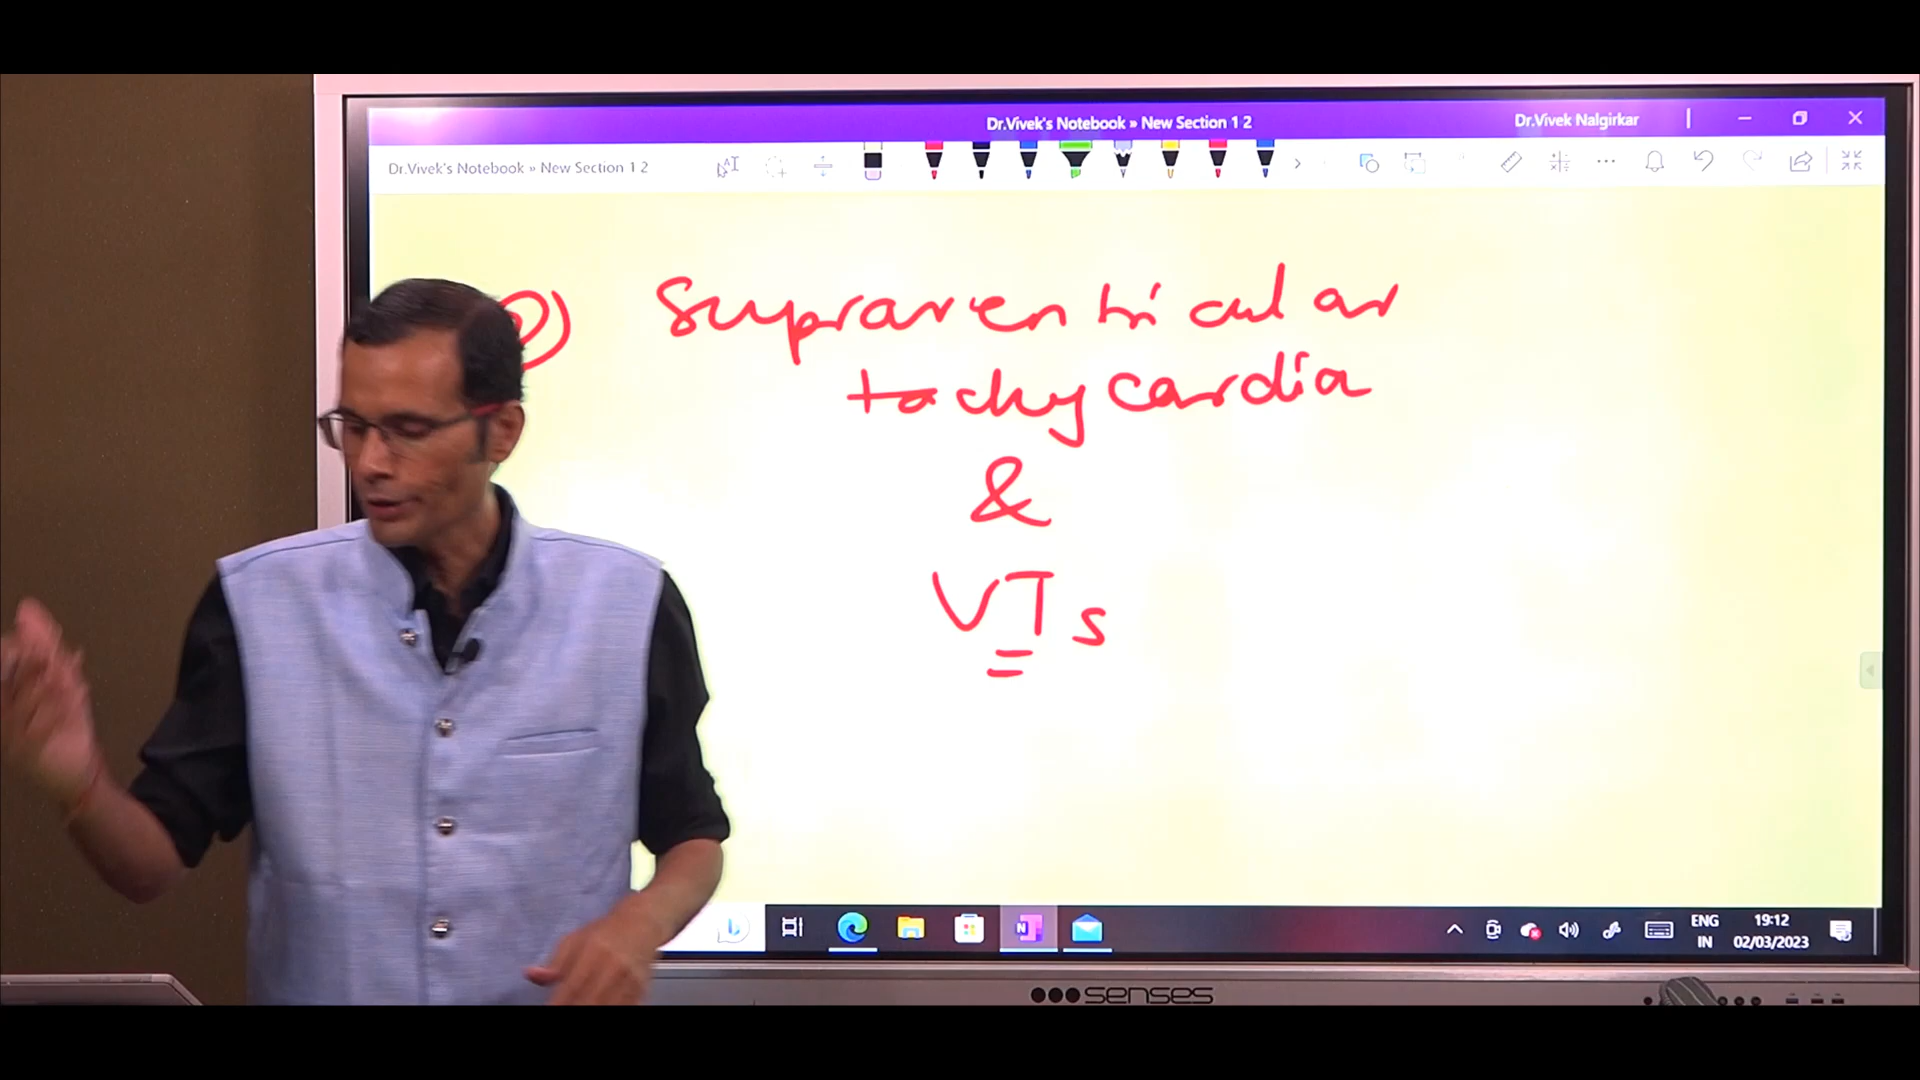 Dr.Vivek's Notebook » New Section 1 2
Dr.Vivek Nalgirkar
Dr.Vivek's Notebook » New Section 1 2
Supraventricular
tachycardia
&
VTs
ENG
IN
19:12
02/03/2023
senses